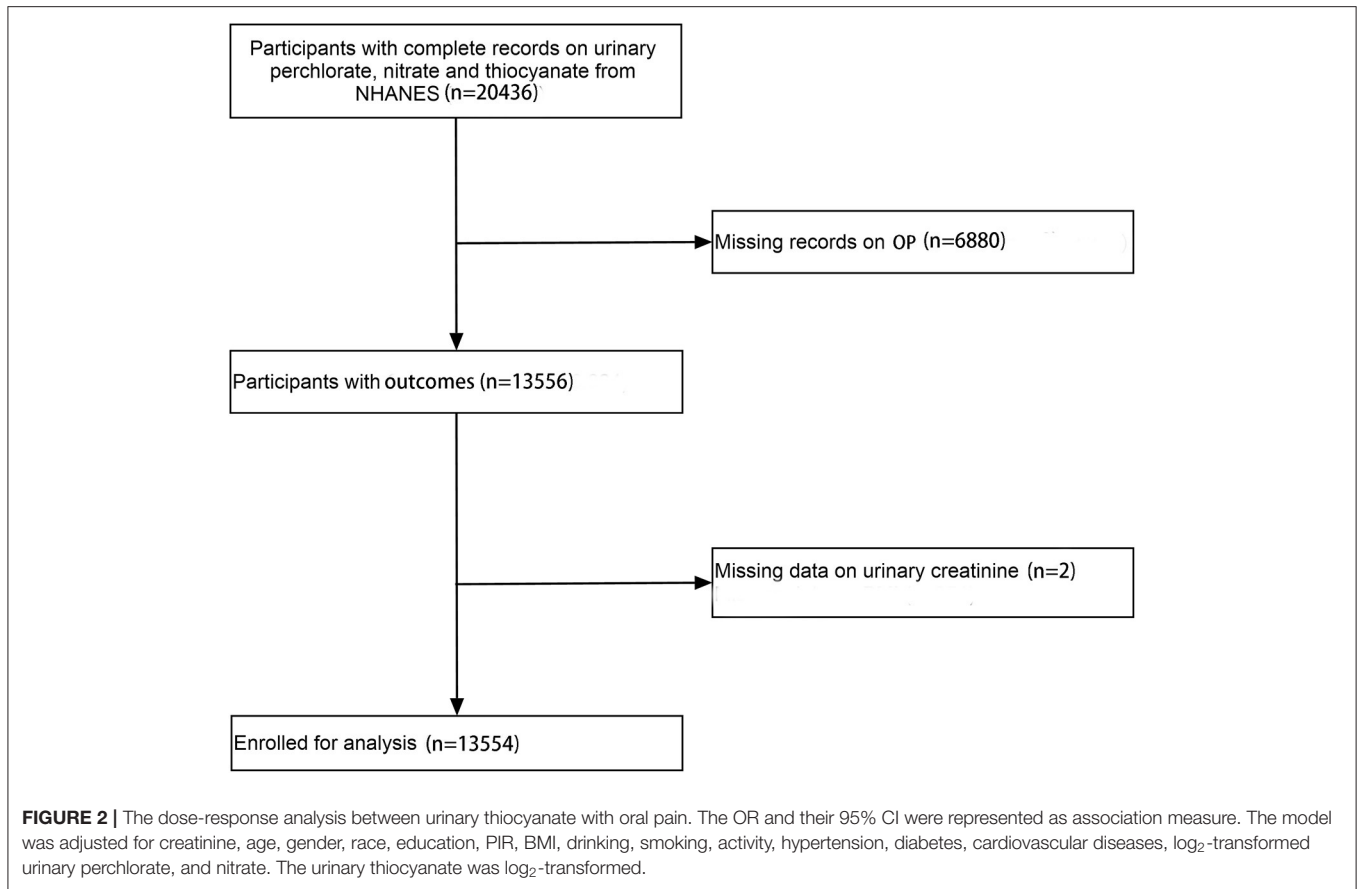 Participants with complete records on urinary
perchlorate, nitrate and thiocyanate from
NHANES (n=20436)
Missing records on OP (n=6880)
Participants with outcomes (n=13556)
Missing data on urinary creatinine (n=2)
Enrolled for analysis (n=13554)
FIGURE 2 | The dose-response analysis between urinary thiocyanate with oral pain. The OR and their 95% CI were represented as association measure. The model
was adjusted for creatinine, age, gender, race, education, PIR, BMI, drinking, smoking, activity, hypertension, diabetes, cardiovascular diseases, log₂-transformed
urinary perchlorate, and nitrate. The urinary thiocyanate was log₂-transformed.